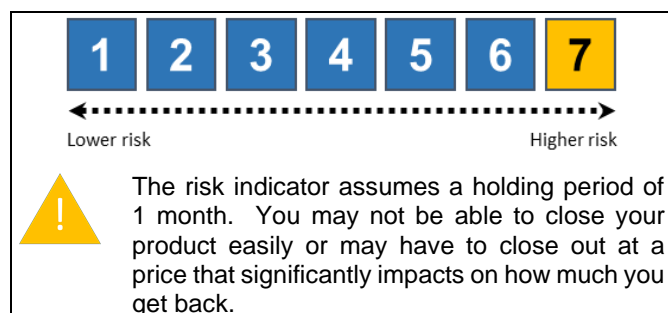 1 2 3 4 5 6 7
Lower risk Higher risk
!
The risk indicator assumes a holding period of
1 month. You may not be able to close your
product easily or may have to close out at a
price that significantly impacts on how much you
get back.